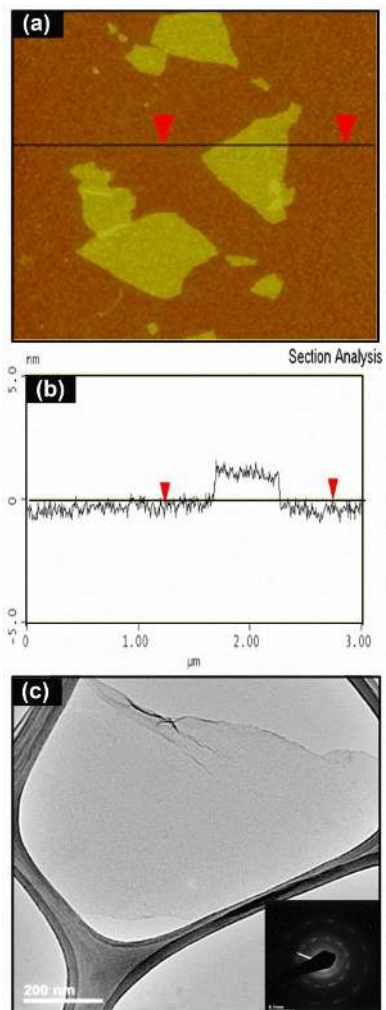 (a)
nm
Section Analysis
5.0
(b)
0
-5.0
0
1.00
2.00
3.00
µm
(c)
200 nm